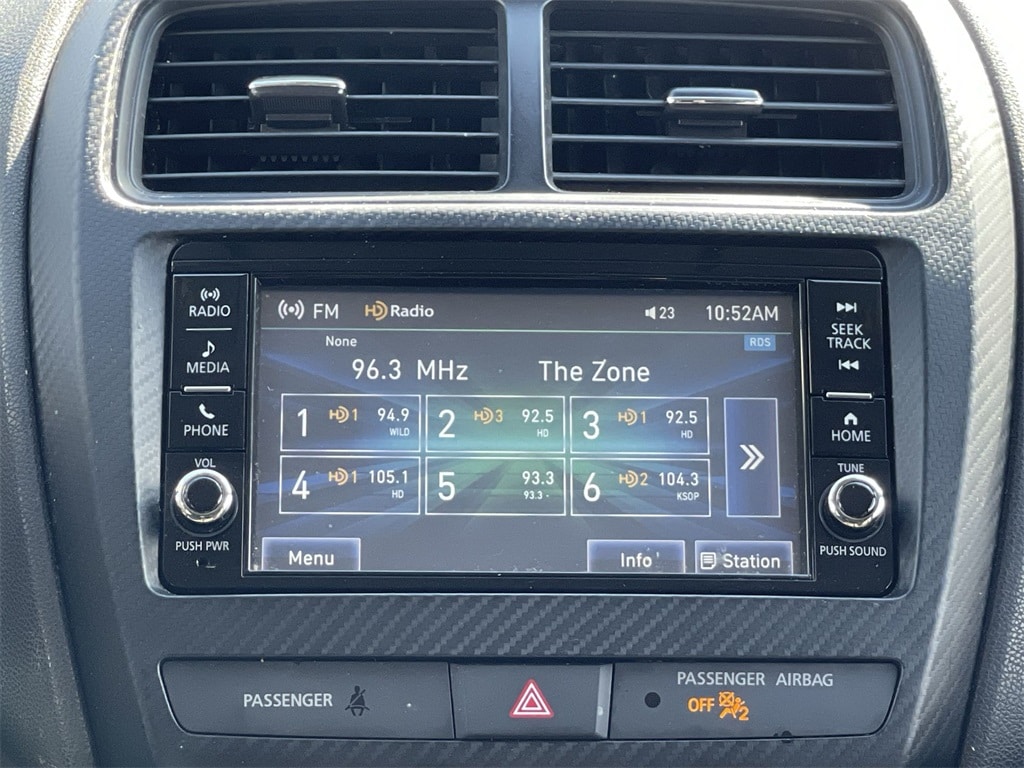 RADIO
MEDIA
PHONE
VOL
PUSH PWR
FM HD Radio 23 10:52AM
None RDS
96.3 MHz The Zone
1 HD1 94.9
WILD
2 HD3 92.5
HD
3 HD1 92.5
HD
4 HD1 105.1
HD
5 93.3
93.3 -
6 HD2 104.3
KSOP
Menu Info Station
SEEK
TRACK
HOME
TUNE
PUSH SOUND
PASSENGER
PASSENGER AIRBAG
OFF 2